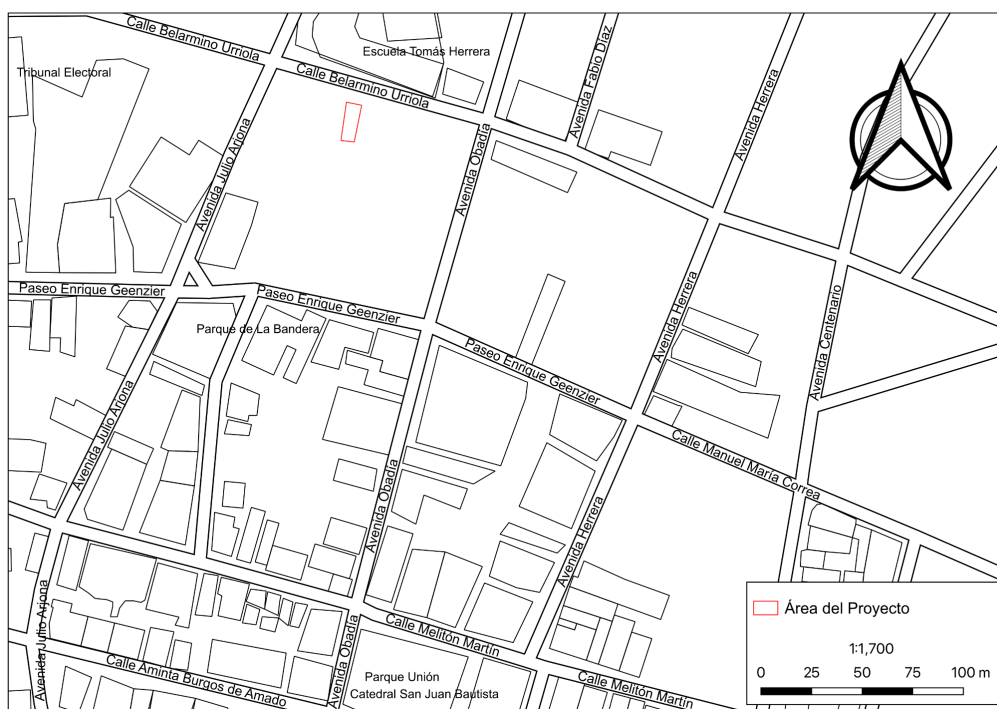 Calle Belarmino Urriola
Escuela Tomás Herrera
Avenida Fabio Díaz
Tribunal Electoral
Calle Belarmino Urriola
Avenida Herrera
Avenida Julio Arjona
Avenida Obadía
Paseo Enrique Geenzier
Paseo Enrique Geenzier
Avenida Herrera
Avenida Centenario
Parque de La Bandera
Paseo Enrique Geenzier
Avenida Julio Arjona
Calle Manuel María Correa
Avenida Obadía
Avenida Herrera
Área del Proyecto
1:1,700
0 25 50 75 100 m
Avenida Julio Arjona
Avenida Obadía
Calle Melitón Martín
Calle Aminta Burgos de Amado
Parque Unión
Catedral San Juan Bautista
Calle Melitón Martín